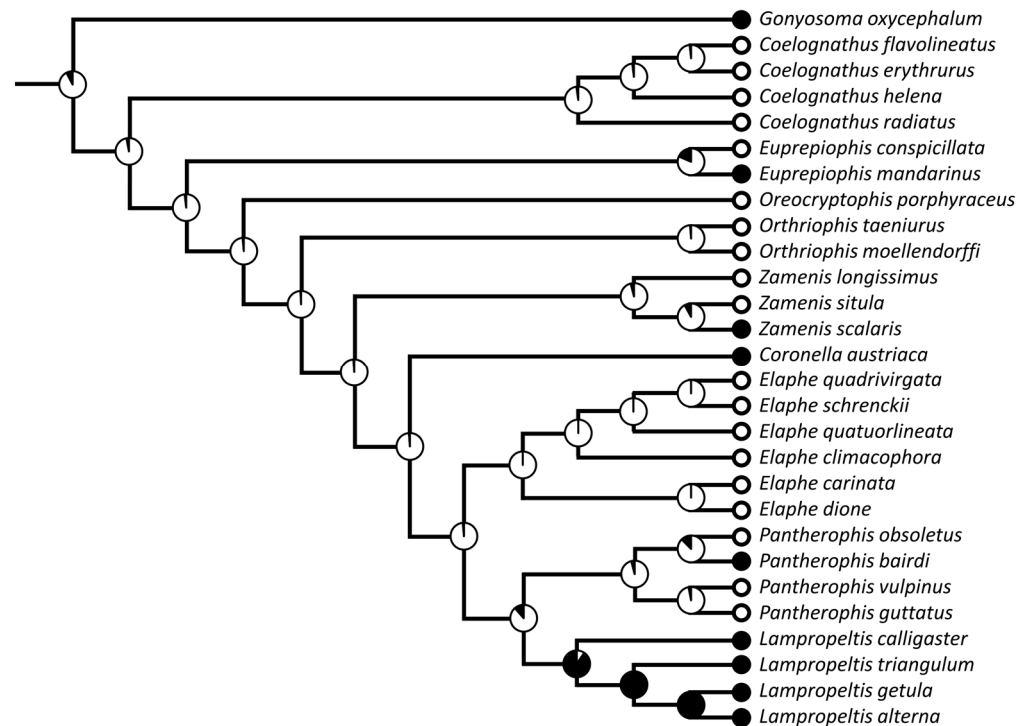 Gonyosoma oxycephalum
Coelognathus flavolineatus
Coelognathus erythrurus
Coelognathus helena
Coelognathus radiatus
Euprepiophis conspicillata
Euprepiophis mandarinus
Oreocryptophis porphyraceus
Orthriophis taeniurus
Orthriophis moellendorffi
Zamenis longissimus
Zamenis situla
Zamenis scalaris
Coronella austriaca
Elaphe quadrivirgata
Elaphe schrenckii
Elaphe quatuorlineata
Elaphe climacophora
Elaphe carinata
Elaphe dione
Pantherophis obsoletus
Pantherophis bairdi
Pantherophis vulpinus
Pantherophis guttatus
Lampropeltis calligaster
Lampropeltis triangulum
Lampropeltis getula
Lampropeltis alterna